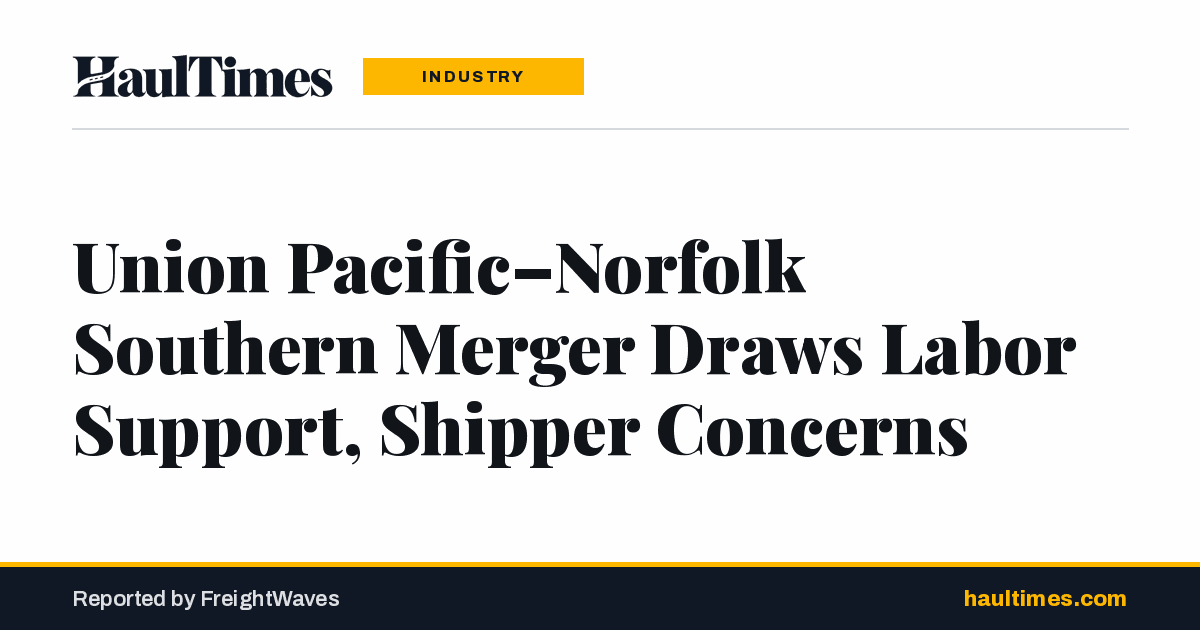 HaulTimes
INDUSTRY
Union Pacific–Norfolk
Southern Merger Draws Labor
Support, Shipper Concerns
Reported by FreightWaves
haultimes.com